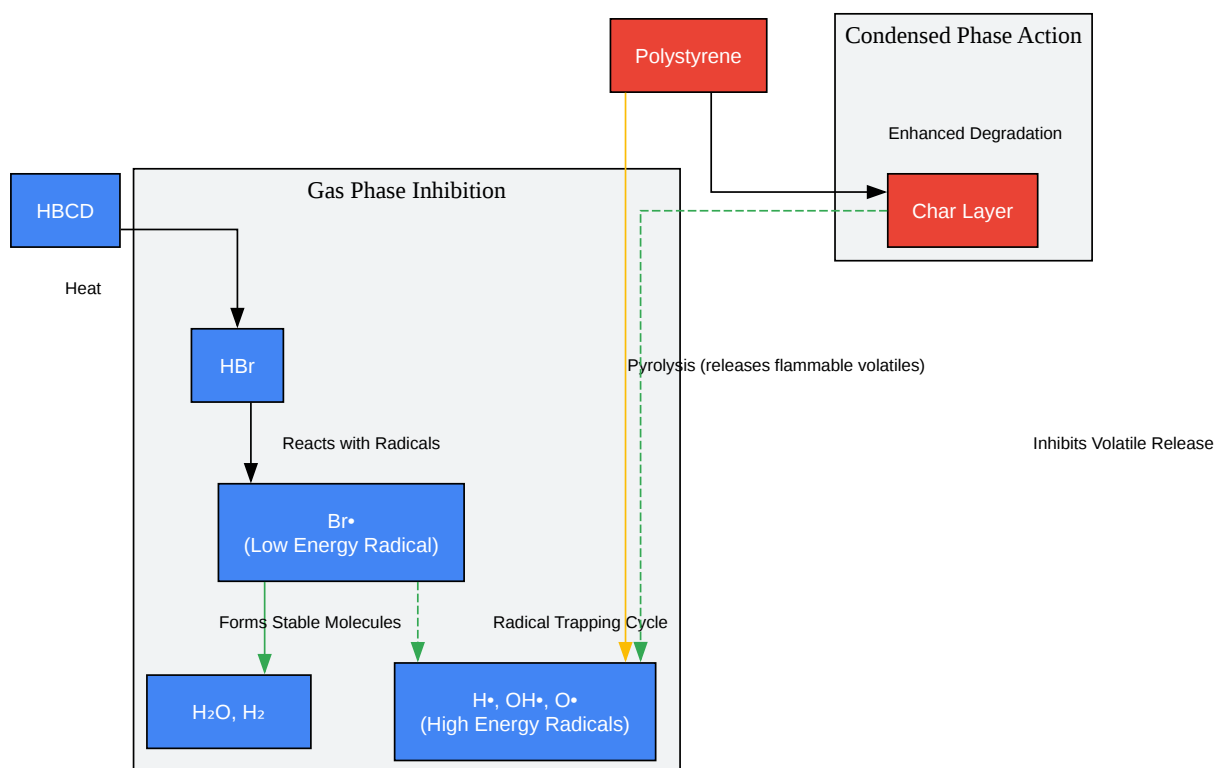 Polystyrene
Condensed Phase Action
Enhanced Degradation
Char Layer
Gas Phase Inhibition
HBCD
Heat
HBr
Pyrolysis (releases flammable volatiles)
Reacts with Radicals
Inhibits Volatile Release
Br•
(Low Energy Radical)
Forms Stable Molecules
Radical Trapping Cycle
H₂O, H₂
H•, OH•, O•
(High Energy Radicals)